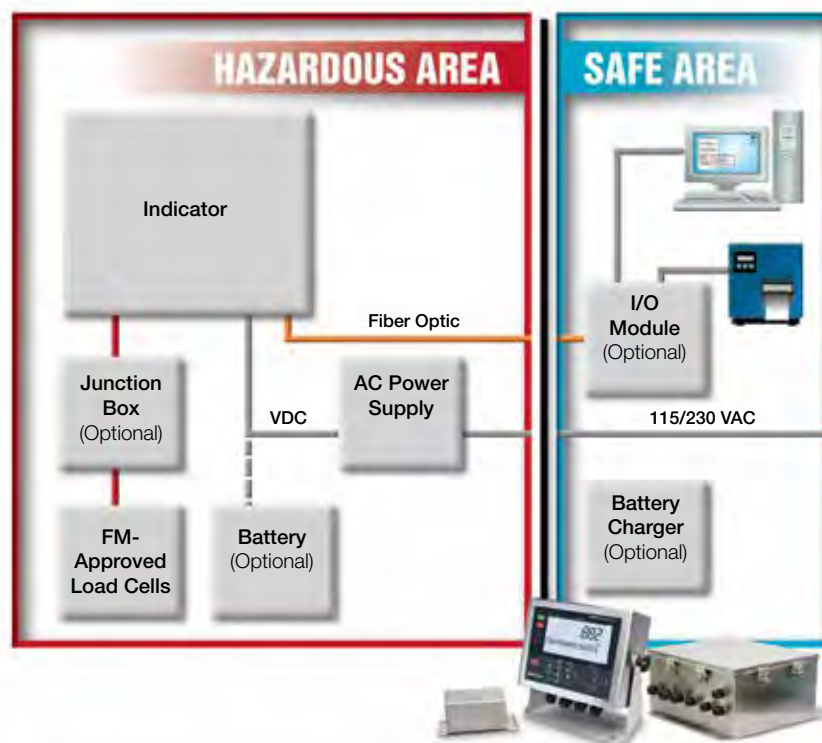 HAZARDOUS AREA
SAFE AREA
Indicator
Fiber Optic
I/O
Module
(Optional)
Junction
Box
(Optional)
VDC
AC Power
Supply
115/230 VAC
FM-
Approved
Load Cells
Battery
(Optional)
Battery
Charger
(Optional)